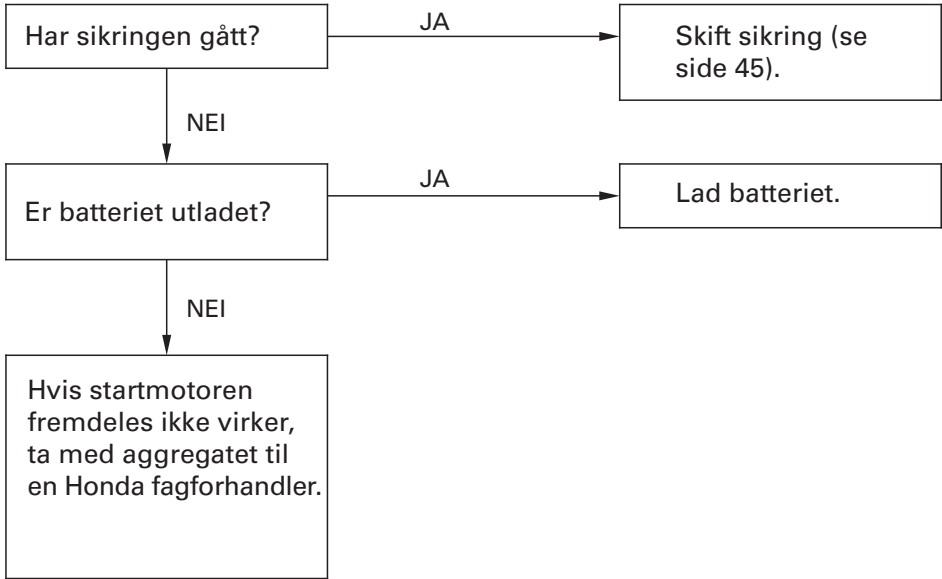 Har sikringen gått?
JA
Skift sikring (se
side 45).
NEI
Er batteriet utladet?
JA
Lad batteriet.
NEI
Hvis startmotoren
fremdeles ikke virker,
ta med aggregatet til
en Honda fagforhandler.